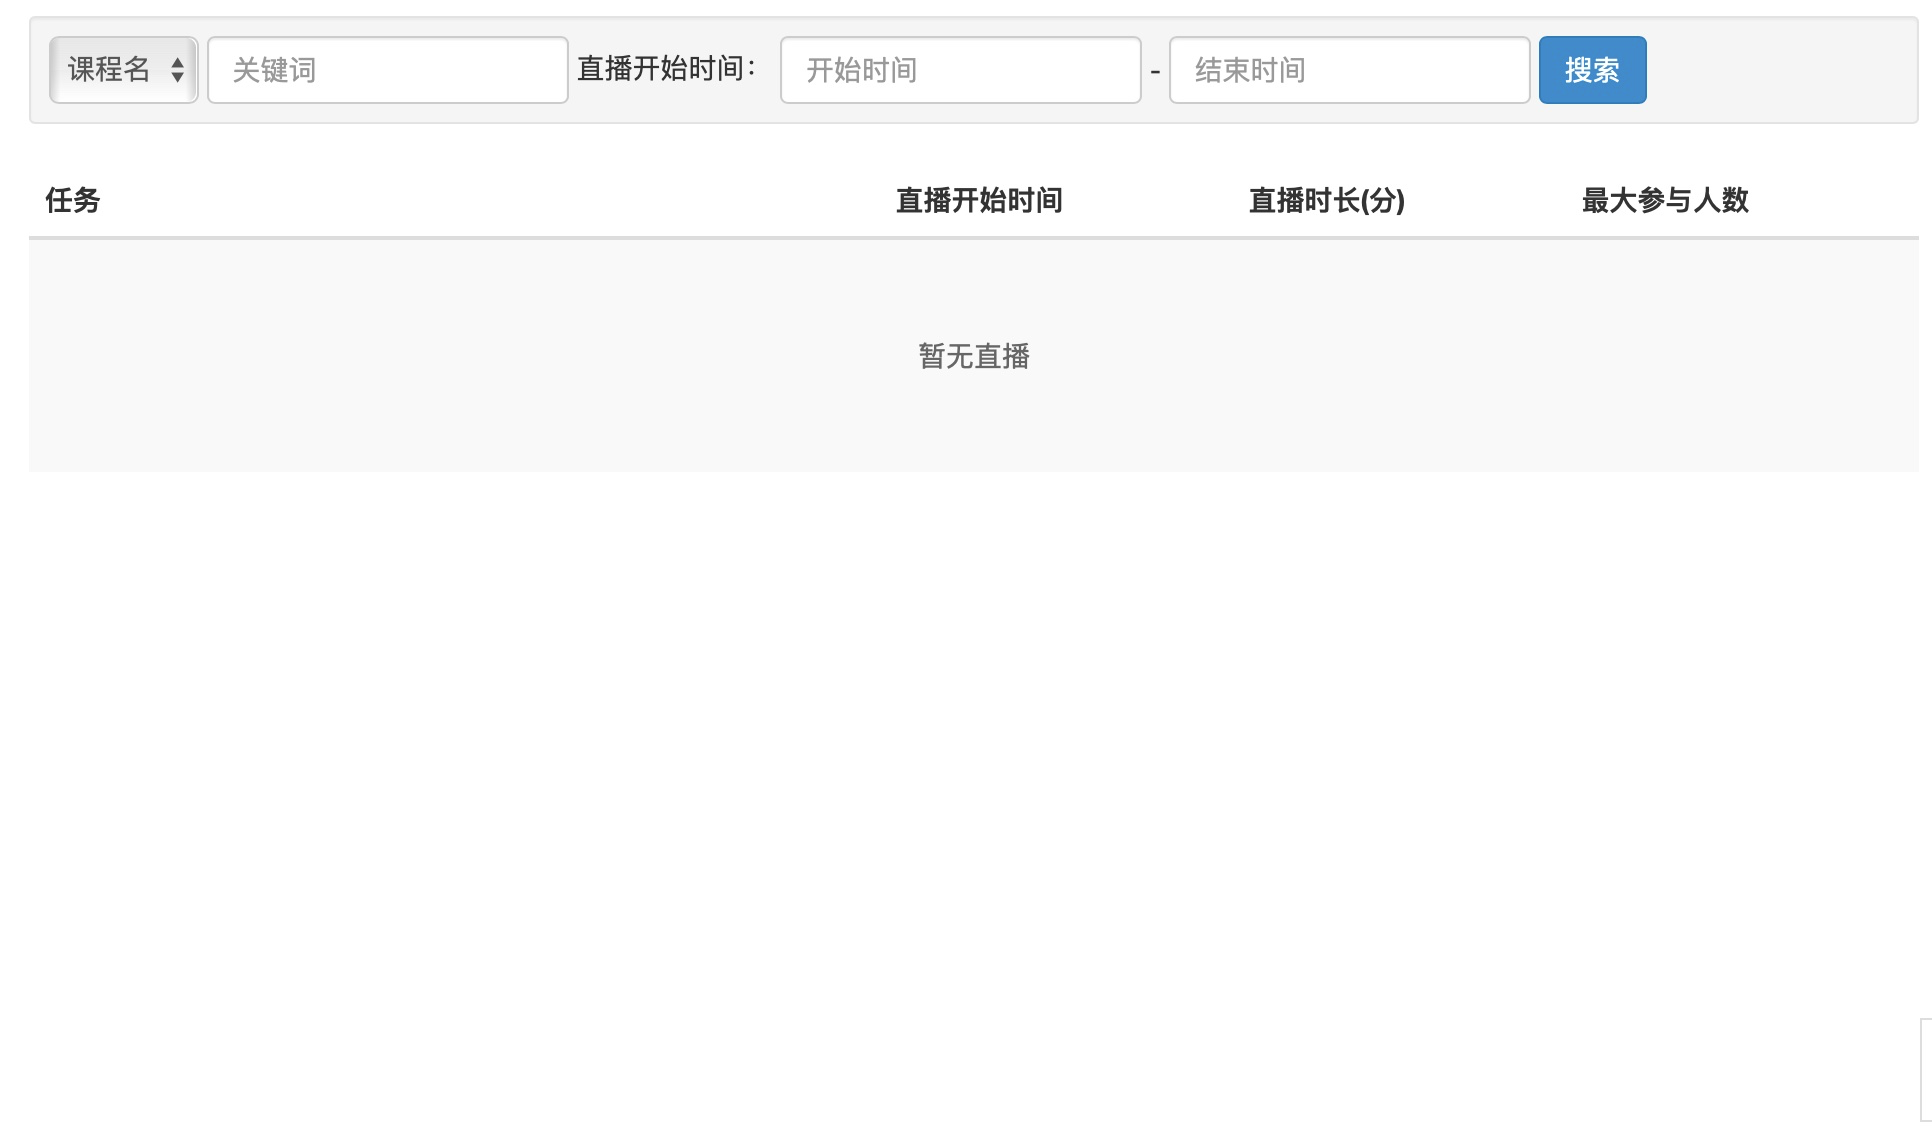 课程名 关键词 直播开始时间： 开始时间 - 结束时间 搜索
任务 直播开始时间 直播时长(分) 最大参与人数
暂无直播